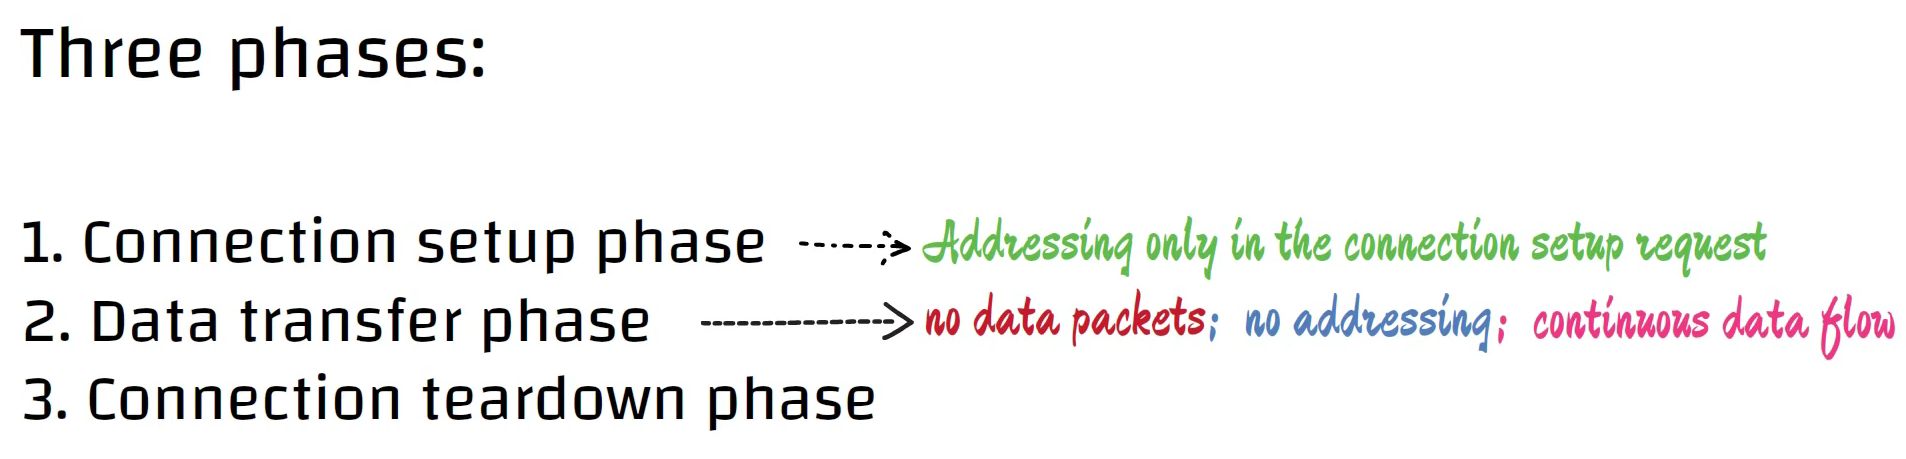 Three phases:
1. Connection setup phase Addressing only in the connection setup request
2. Data transfer phase no data packets; no addressing; continuous data flow
3. Connection teardown phase